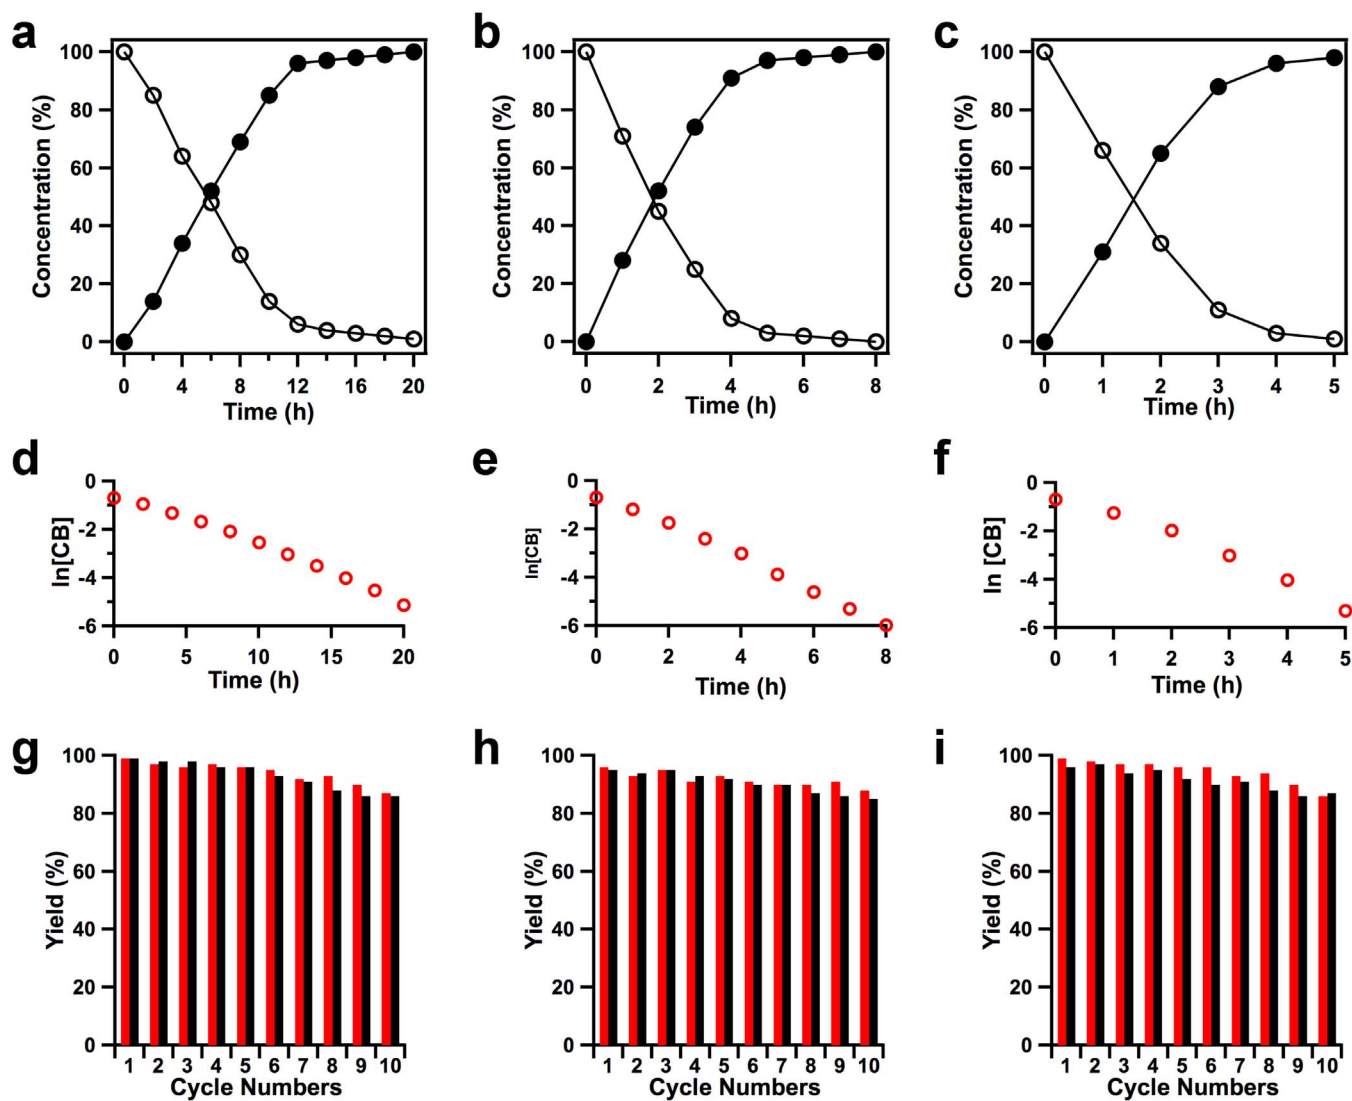 a
100
80
60
40
20
0
Concentration (%)
0 4 8 12 16 20
Time (h)
b
100
80
60
40
20
0
Concentration (%)
0 2 4 6 8
Time (h)
c
100
80
60
40
20
0
Concentration (%)
0 1 2 3 4 5
Time (h)
d
0
-2
-4
-6
ln[CB]
0 5 10 15 20
Time (h)
e
0
-2
-4
-6
ln[CB]
0 2 4 6 8
Time (h)
f
0
-2
-4
-6
ln [CB]
0 1 2 3 4 5
Time (h)
g
100
80
60
40
20
0
Yield (%)
1 2 3 4 5 6 7 8 9 10
Cycle Numbers
h
100
80
60
40
20
0
Yield (%)
1 2 3 4 5 6 7 8 9 10
Cycle Numbers
i
100
80
60
40
20
0
Yield (%)
1 2 3 4 5 6 7 8 9 10
Cycle Numbers